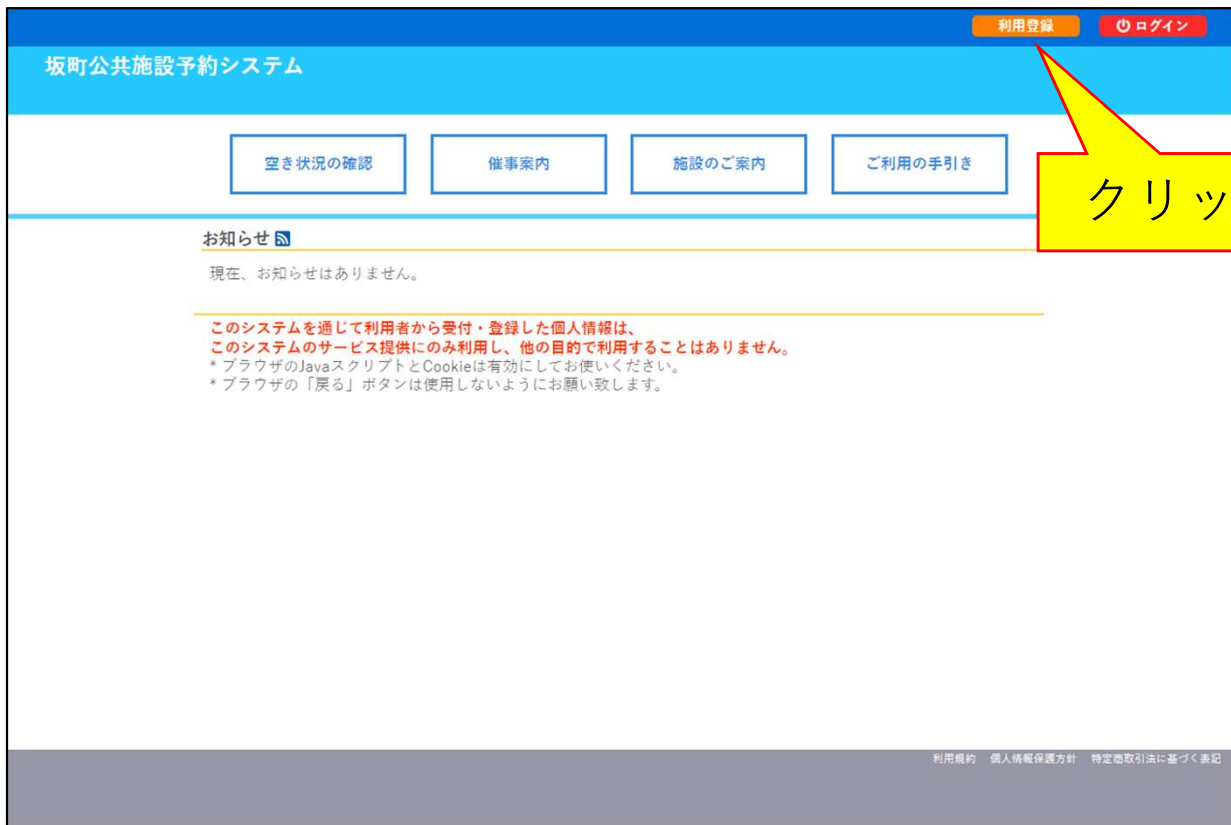 利用登録 ログイン
坂町公共施設予約システム
空き状況の確認 催事案内 施設のご案内 ご利用の手引き
クリッ
お知らせ
現在、お知らせはありません。
このシステムを通じて利用者から受付・登録した個人情報は、
このシステムのサービス提供にのみ利用し、他の目的で利用することはありません。
* ブラウザのJavaスクリプトとCookieは有効にしてお使いください。
* ブラウザの「戻る」ボタンは使用しないようにお願い致します。
利用規約 個人情報保護方針 特定商取引法に基づく表記